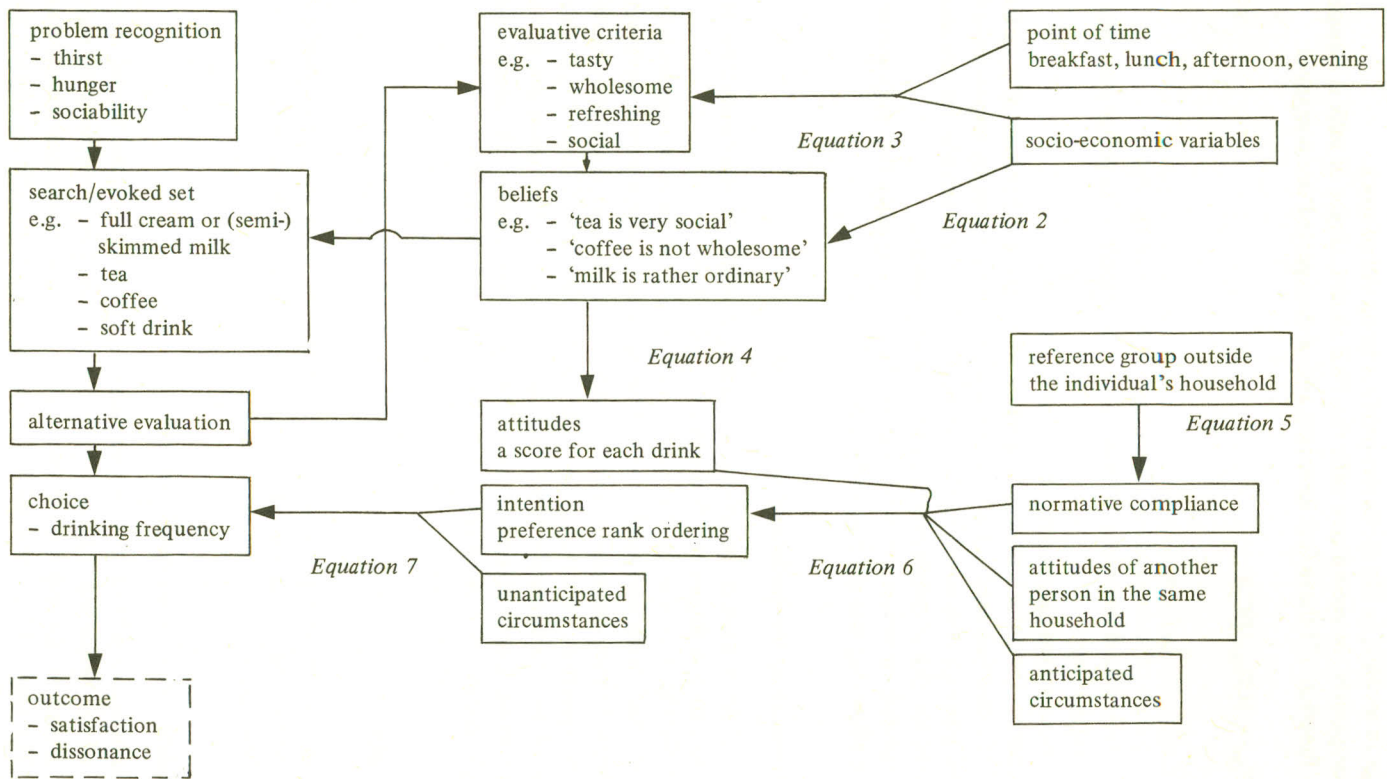 problem recognition
– thirst
– hunger
– sociability
search/evoked set
e.g. – full cream or (semi-)
skimmed milk
– tea
– coffee
– soft drink
alternative evaluation
choice
– drinking frequency
outcome
– satisfaction
– dissonance
evaluative criteria
e.g. – tasty
– wholesome
– refreshing
– social
beliefs
e.g. – ‘tea is very social’
– ‘coffee is not wholesome’
– ‘milk is rather ordinary’
Equation 4
attitudes
a score for each drink
intention
preference rank ordering
Equation 7
unanticipated
circumstances
point of time
breakfast, lunch, afternoon, evening
Equation 3
socio-economic variables
Equation 2
reference group outside
the individual’s household
Equation 5
normative compliance
Equation 6
attitudes of another
person in the same
household
anticipated
circumstances